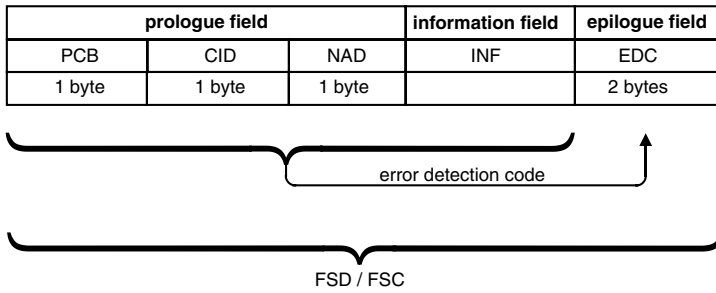 prologue field information field epilogue field
PCB CID NAD INF EDC
1 byte 1 byte 1 byte 2 bytes
error detection code
FSD / FSC